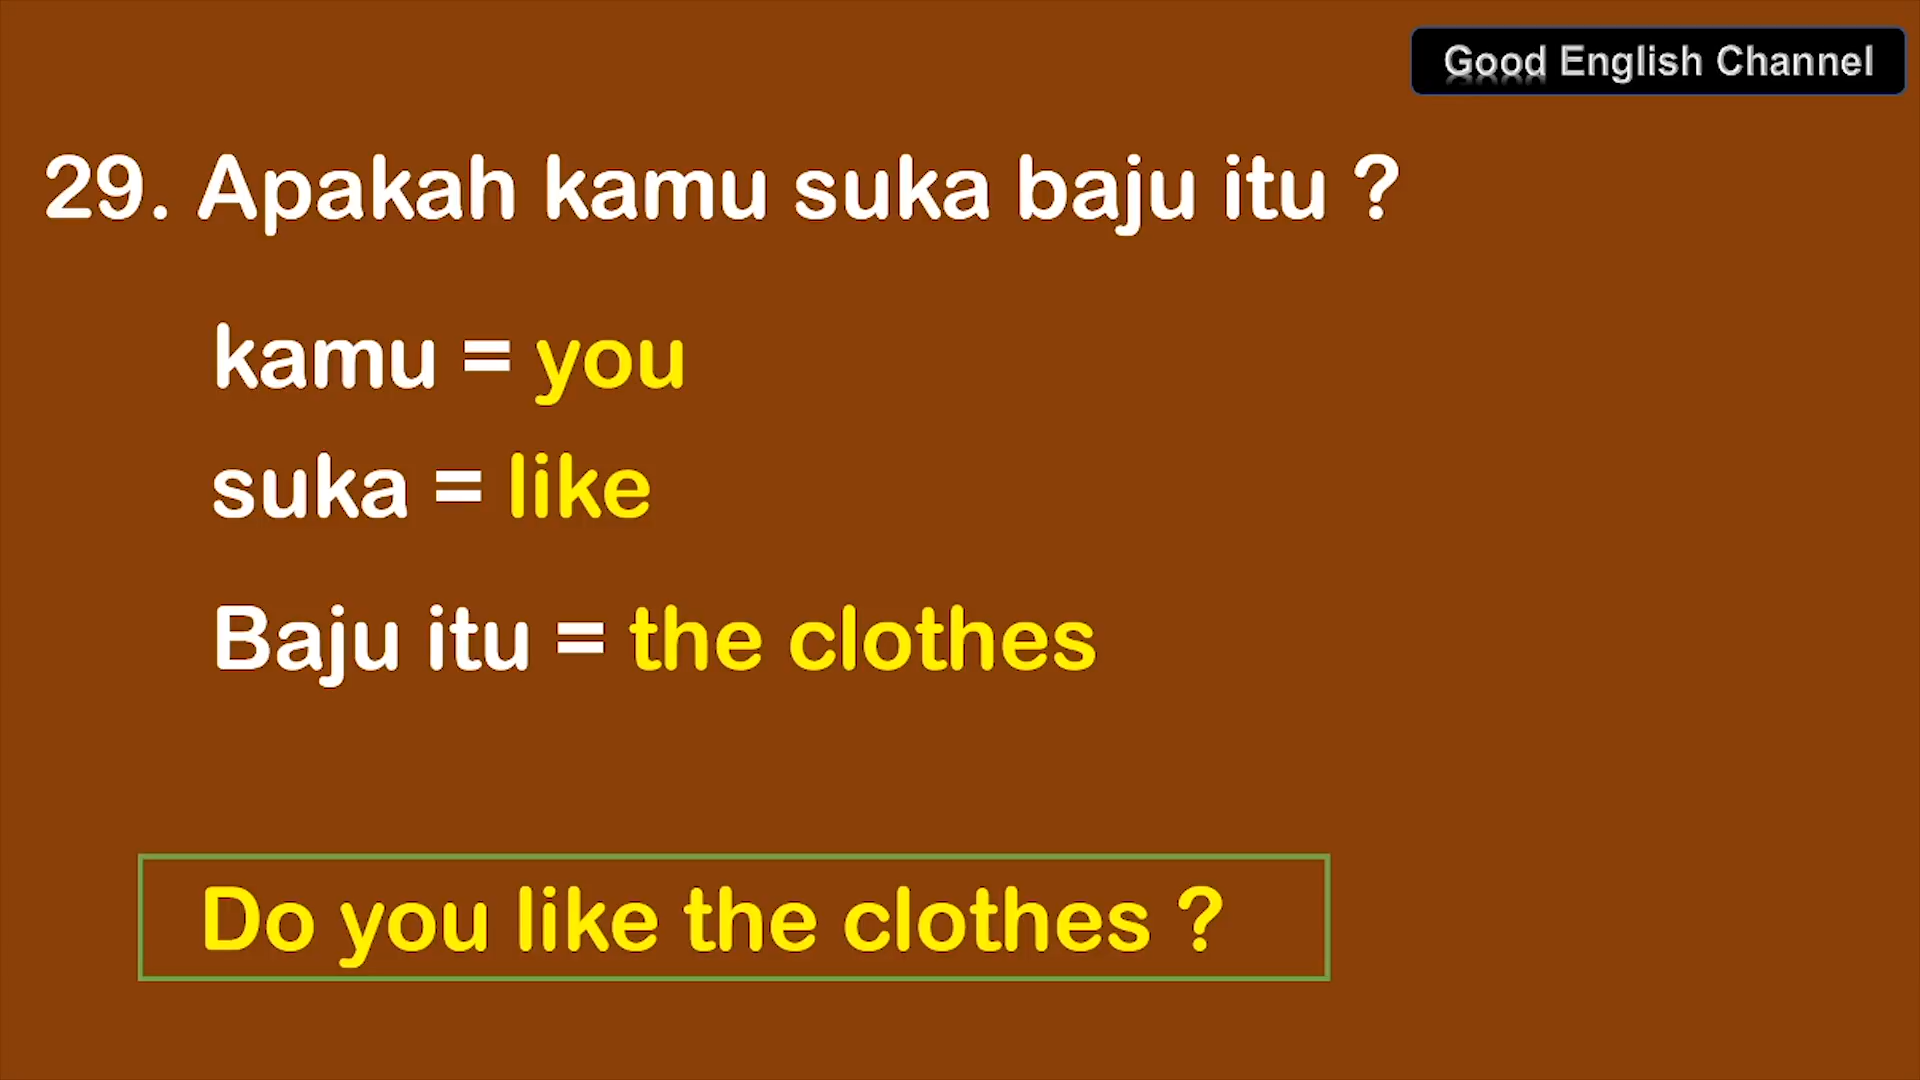 Good English Channel
29. Apakah kamu suka baju itu ?
kamu = you
suka = like
Baju itu = the clothes
Do you like the clothes ?